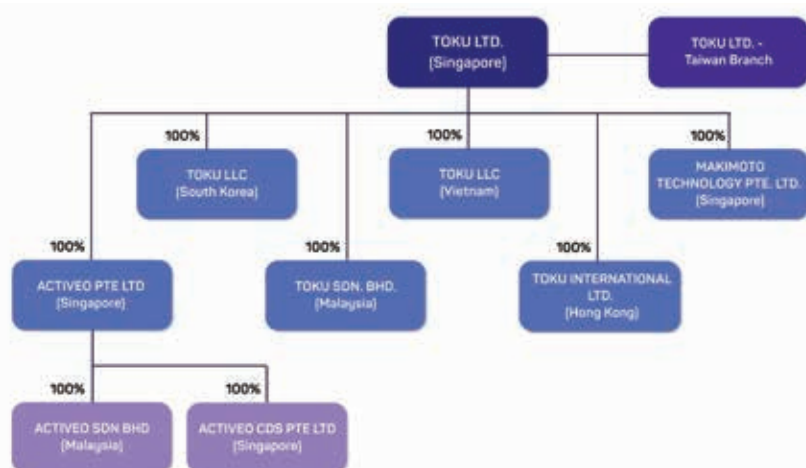 TOKU LTD.
(Singapore)
TOKU LTD. -
Taiwan Branch
100%
100%
100%
TOKU LLC
(South Korea)
TOKU LLC
(Vietnam)
MAKIMOTO
TECHNOLOGY PTE. LTD.
(Singapore)
100%
100%
100%
ACTIVEO PTE LTD
(Singapore)
TOKU SDN. BHD.
(Malaysia)
TOKU INTERNATIONAL
LTD.
(Hong Kong)
100%
100%
ACTIVEO SDN BHD
(Malaysia)
ACTIVEO CDS PTE LTD
(Singapore)